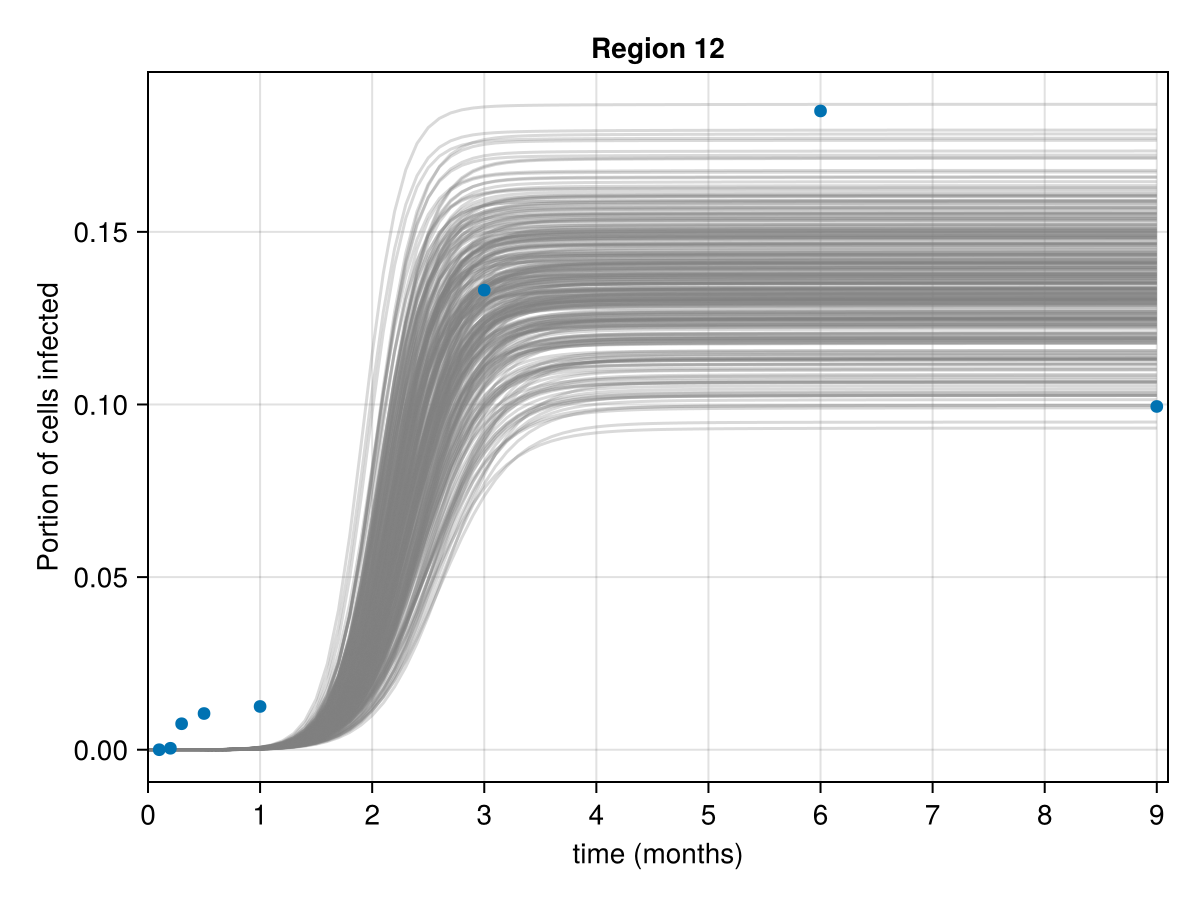 Region 12
Portion of cells infected
0.15
0.10
0.05
0.00
0 1 2 3 4 5 6 7 8 9
time (months)